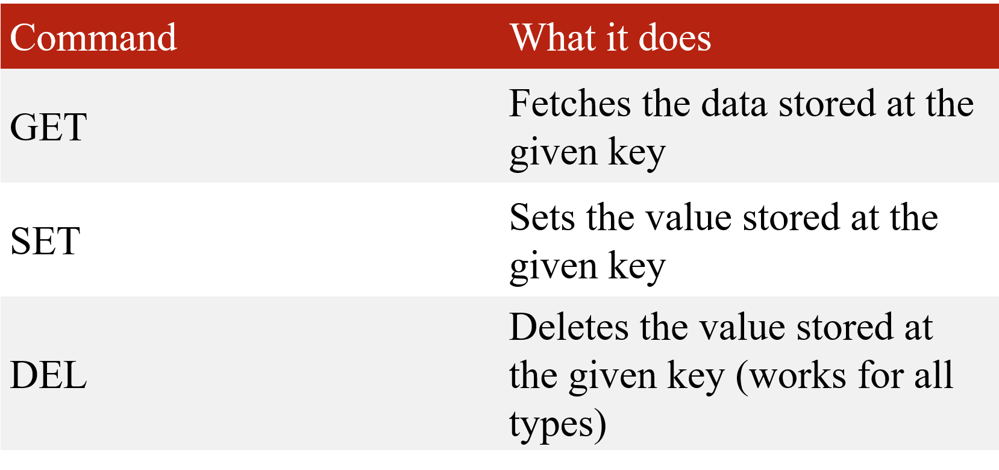 Command
What it does
GET
Fetches the data stored at the
given key
SET
Sets the value stored at the
given key
DEL
Deletes the value stored at
the given key (works for all
types)